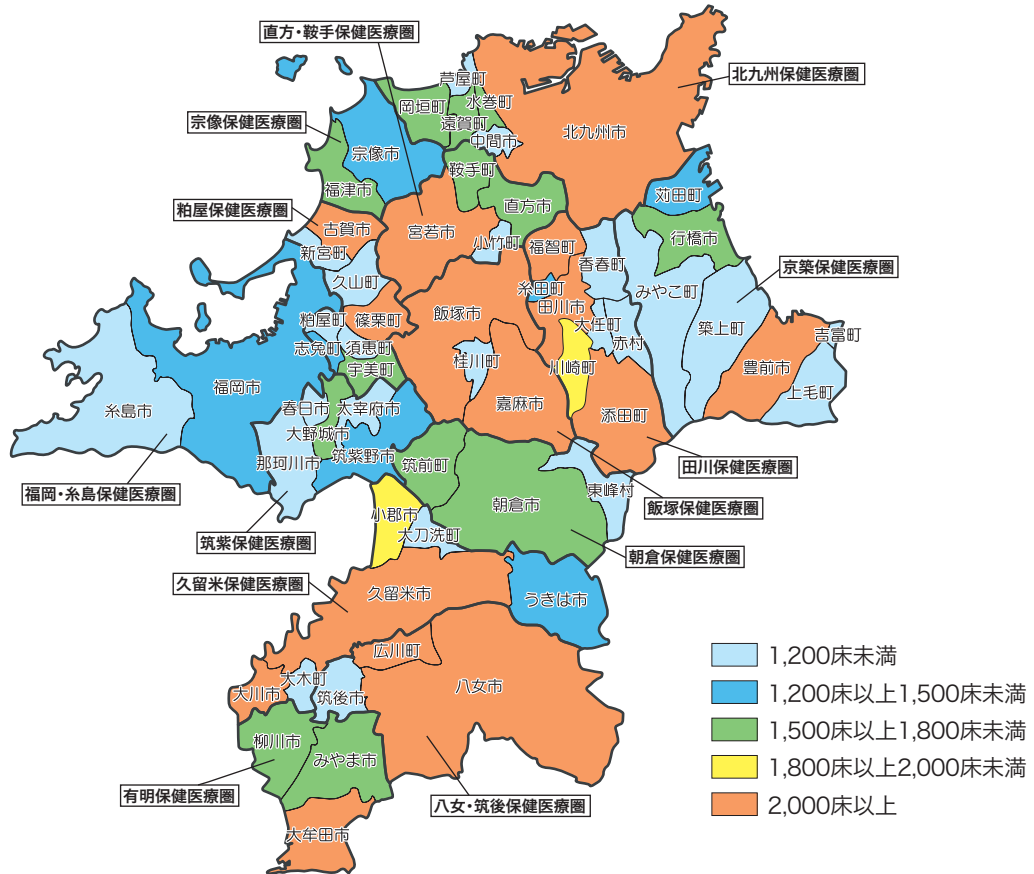 直方・鞍手保健医療圏
北九州保健医療圏
芦屋町
岡垣町
水巻町
遠賀町
中間市
北九州市
宗像保健医療圏
宗像市
鞍手町
福津市
直方市
苅田町
粕屋保健医療圏
古賀市
宮若市
小竹町
福智町
行橋市
新宮町
香春町
京築保健医療圏
久山町
糸田町
みやこ町
飯塚市
田川市
粕屋町
篠栗町
大任町
築上町
吉富町
志免町
須恵町
赤村
桂川町
川崎町
豊前市
宇美町
福岡市
上毛町
糸島市
春日市
太宰府市
嘉麻市
添田町
大野城市
筑紫野市
那珂川市
筑前町
田川保健医療圏
福岡・糸島保健医療圏
東峰村
朝倉市
飯塚保健医療圏
小郡市
大刀洗町
筑紫保健医療圏
朝倉保健医療圏
久留米保健医療圏
久留米市
うきは市
広川町
大木町
大川市
筑後市
八女市
柳川市
みやま市
有明保健医療圏
八女・筑後保健医療圏
大牟田市
1,200床未満
1,200床以上1,500床未満
1,500床以上1,800床未満
1,800床以上2,000床未満
2,000床以上